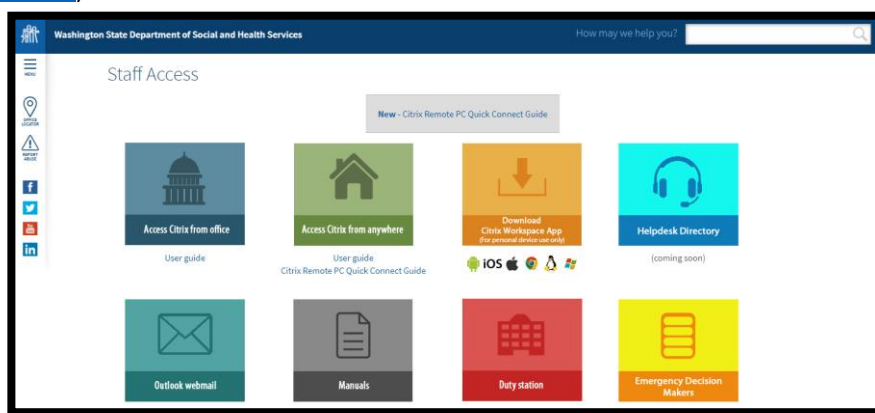 Washington State Department of Social and Health Services
How may we help you?
MENU
Staff Access
OFFICE
LOCATOR
REPORT
ABUSE
New - Citrix Remote PC Quick Connect Guide
Access Citrix from office
User guide
Access Citrix from anywhere
User guide
Citrix Remote PC Quick Connect Guide
Download
Citrix Workspace App
(For personal device use only)
iOS
Helpdesk Directory
(coming soon)
f
in
Outlook webmail
Manuals
Duty station
Emergency Decision
Makers